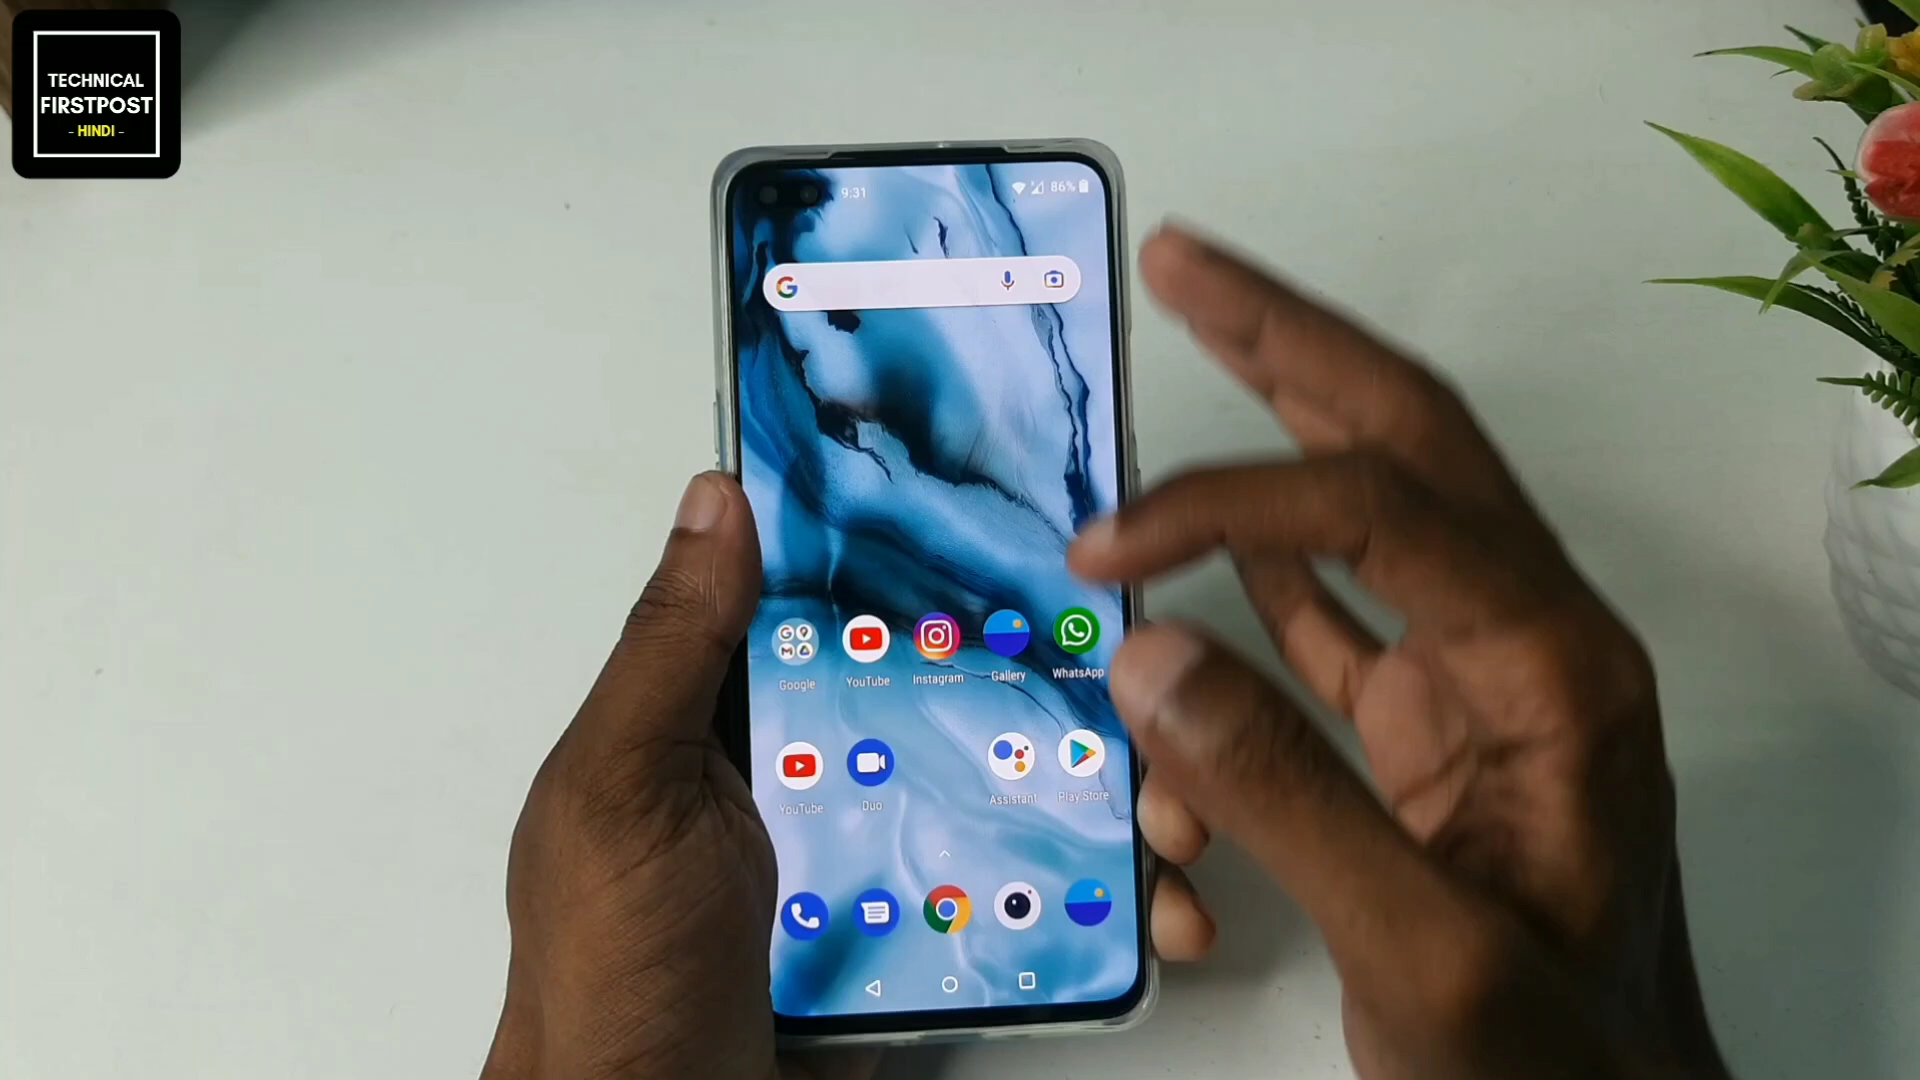 TECHNICAL
FIRSTPOST
- HINDI -
9:31
86%
Google
YouTube
Instagram
Gallery
WhatsApp
YouTube
Duo
Assistant
Play Store